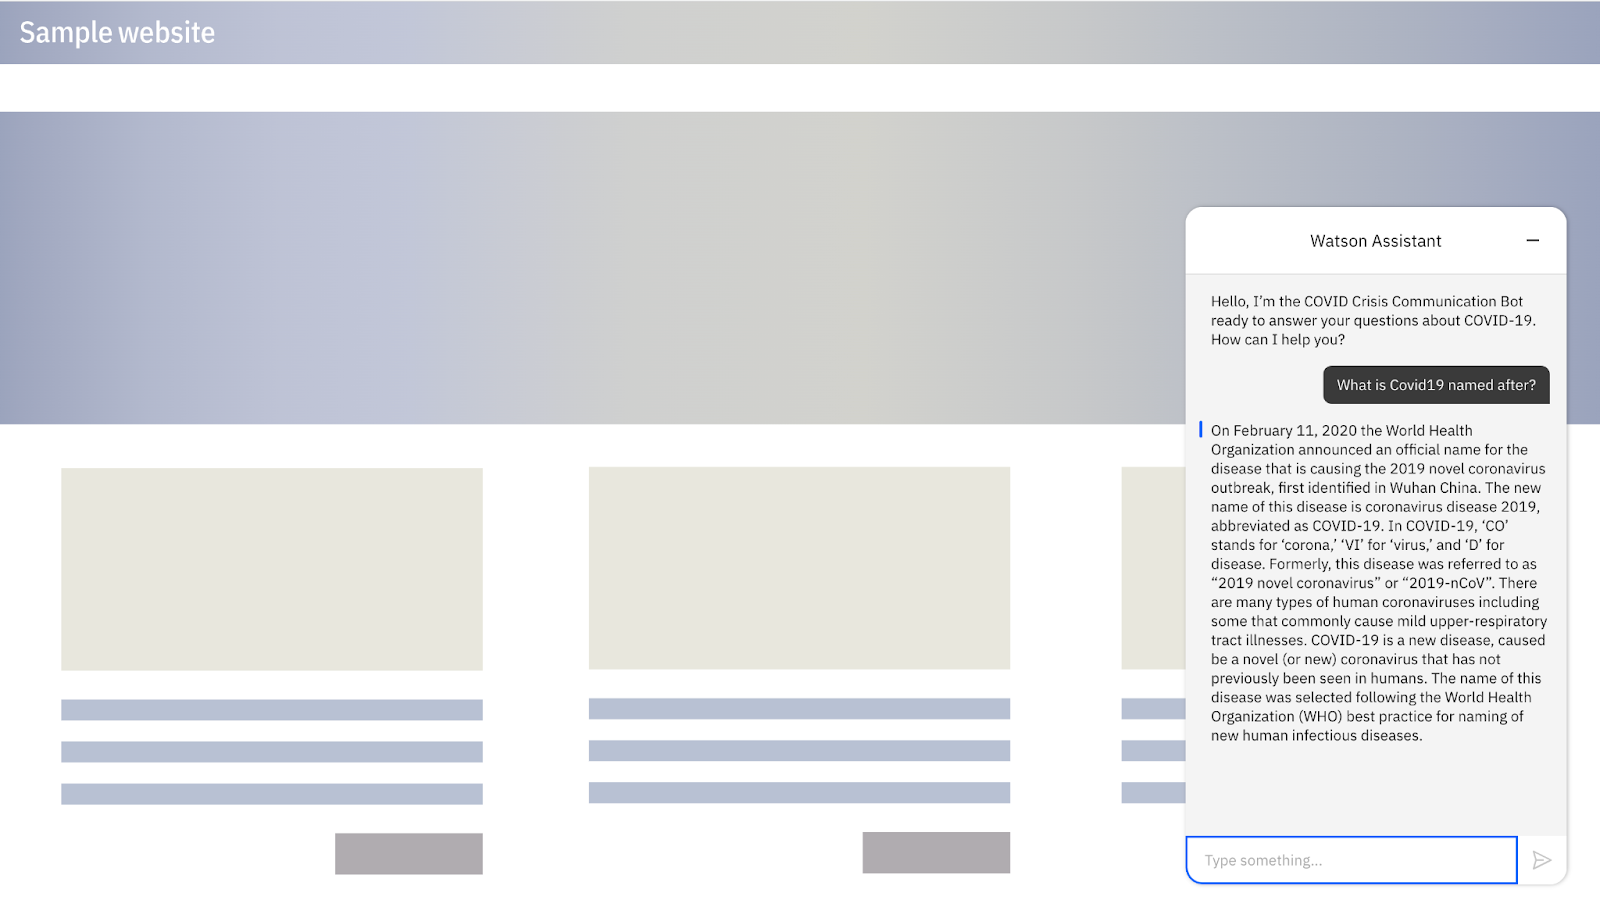 Sample website
Watson Assistant
Hello, I’m the COVID Crisis Communication Bot
ready to answer your questions about COVID-19.
How can I help you?
What is Covid19 named after?
On February 11, 2020 the World Health
Organization announced an official name for the
disease that is causing the 2019 novel coronavirus
outbreak, first identified in Wuhan China. The new
name of this disease is coronavirus disease 2019,
abbreviated as COVID-19. In COVID-19, ‘CO’
stands for ‘corona,’ ‘VI’ for ‘virus,’ and ‘D’ for
disease. Formerly, this disease was referred to as
“2019 novel coronavirus” or “2019-nCoV”. There
are many types of human coronaviruses including
some that commonly cause mild upper-respiratory
tract illnesses. COVID-19 is a new disease, caused
be a novel (or new) coronavirus that has not
previously been seen in humans. The name of this
disease was selected following the World Health
Organization (WHO) best practice for naming of
new human infectious diseases.
Type something...